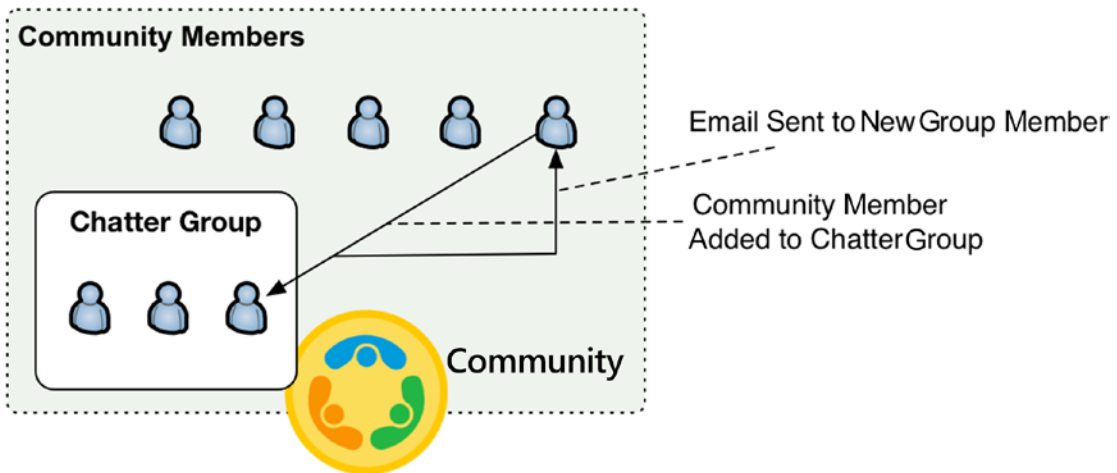 Community Members
Email Sent to New Group Member
Community Member
Added to Chatter Group
Chatter Group
Community